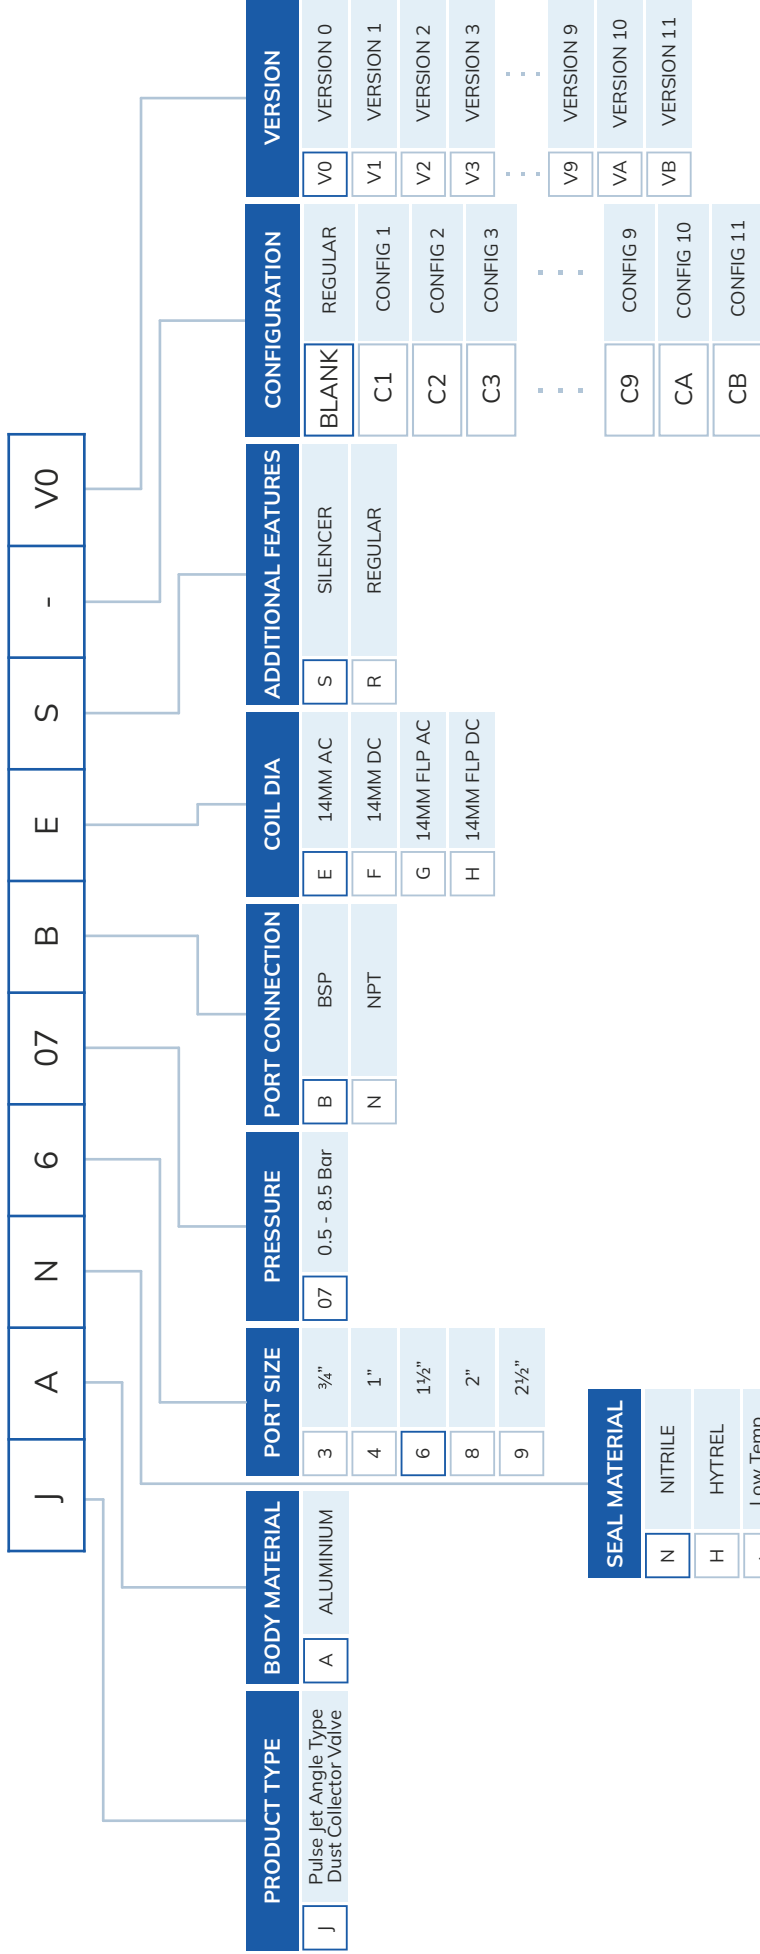 J A N 6 07 B E S - V0
PRODUCT TYPE
J Pulse Jet Angle Type
Dust Collector Valve
BODY MATERIAL
A ALUMINIUM
SEAL MATERIAL
N NITRILE
H HYTREL
Low Temp
PORT SIZE
3 ¾”
4 1”
6 1½”
8 2”
9 2½”
PRESSURE
07 0.5 - 8.5 Bar
PORT CONNECTION
B BSP
N NPT
COIL DIA
E 14MM AC
F 14MM DC
G 14MM FLP AC
H 14MM FLP DC
ADDITIONAL FEATURES
S SILENCER
R REGULAR
CONFIGURATION
BLANK REGULAR
C1 CONFIG 1
C2 CONFIG 2
C3 CONFIG 3
C9 CONFIG 9
CA CONFIG 10
CB CONFIG 11
VERSION
V0 VERSION 0
V1 VERSION 1
V2 VERSION 2
V3 VERSION 3
V9 VERSION 9
VA VERSION 10
VB VERSION 11